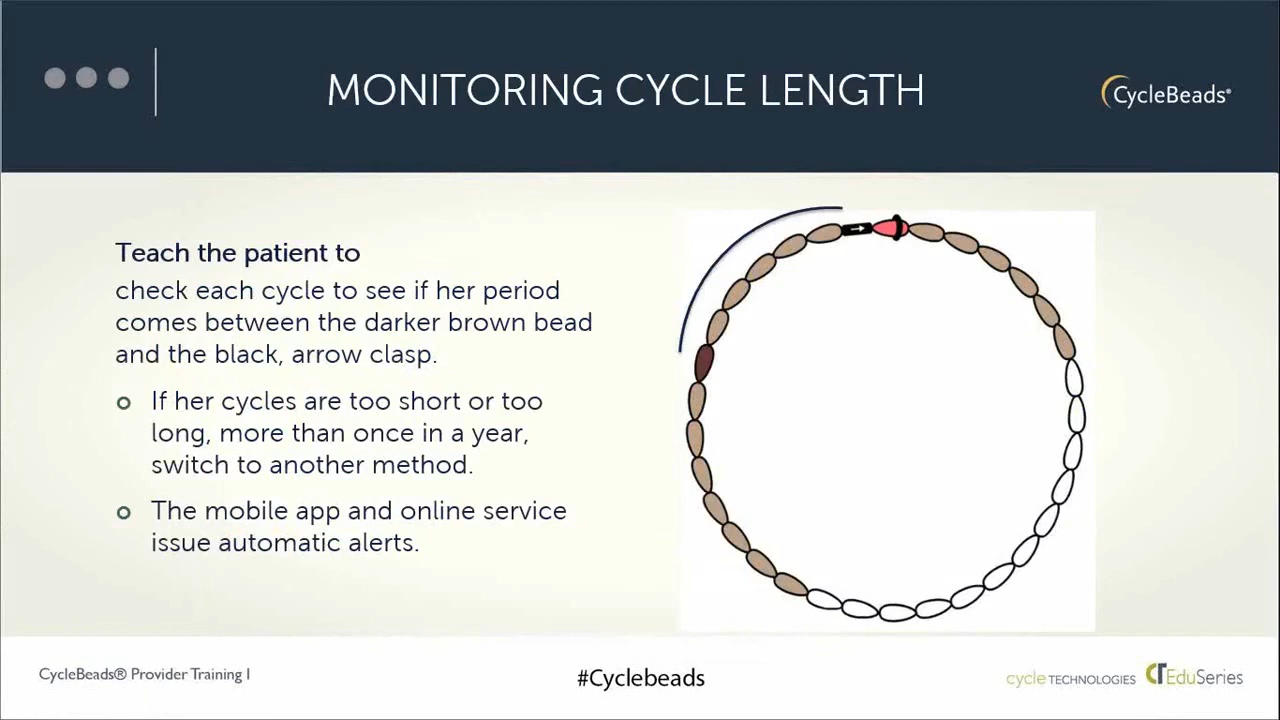 MONITORING CYCLE LENGTH
CycleBeads®
Teach the patient to
check each cycle to see if her period
comes between the darker brown bead
and the black, arrow clasp.
If her cycles are too short or too
long, more than once in a year,
switch to another method.
The mobile app and online service
issue automatic alerts.
CycleBeads® Provider Training I
#Cyclebeads
cycle TECHNOLOGIES
CT EduSeries